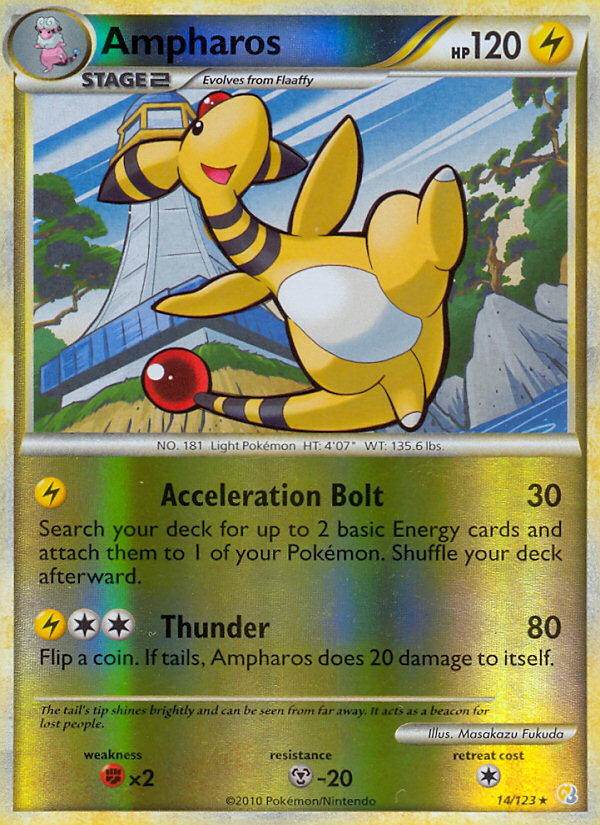 Ampharos HP 120
STAGE 2 Evolves from Flaaffy
NO. 181 Light Pokémon HT: 4'07" WT: 135.6 lbs.
Acceleration Bolt 30
Search your deck for up to 2 basic Energy cards and
attach them to 1 of your Pokémon. Shuffle your deck
afterward.
Thunder 80
Flip a coin. If tails, Ampharos does 20 damage to itself.
The tail's tip shines brightly and can be seen from far away. It acts as a beacon for
lost people.
Illus. Masakazu Fukuda
weakness resistance retreat cost
×2 -20
©2010 Pokémon/Nintendo 14/123★